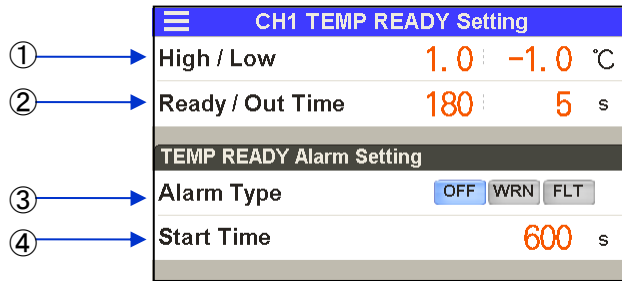 CH1 TEMP READY Setting
① High / Low 1.0 -1.0 ℃
② Ready / Out Time 180 5 s
TEMP READY Alarm Setting
③ Alarm Type OFF WRN FLT
④ Start Time 600 s